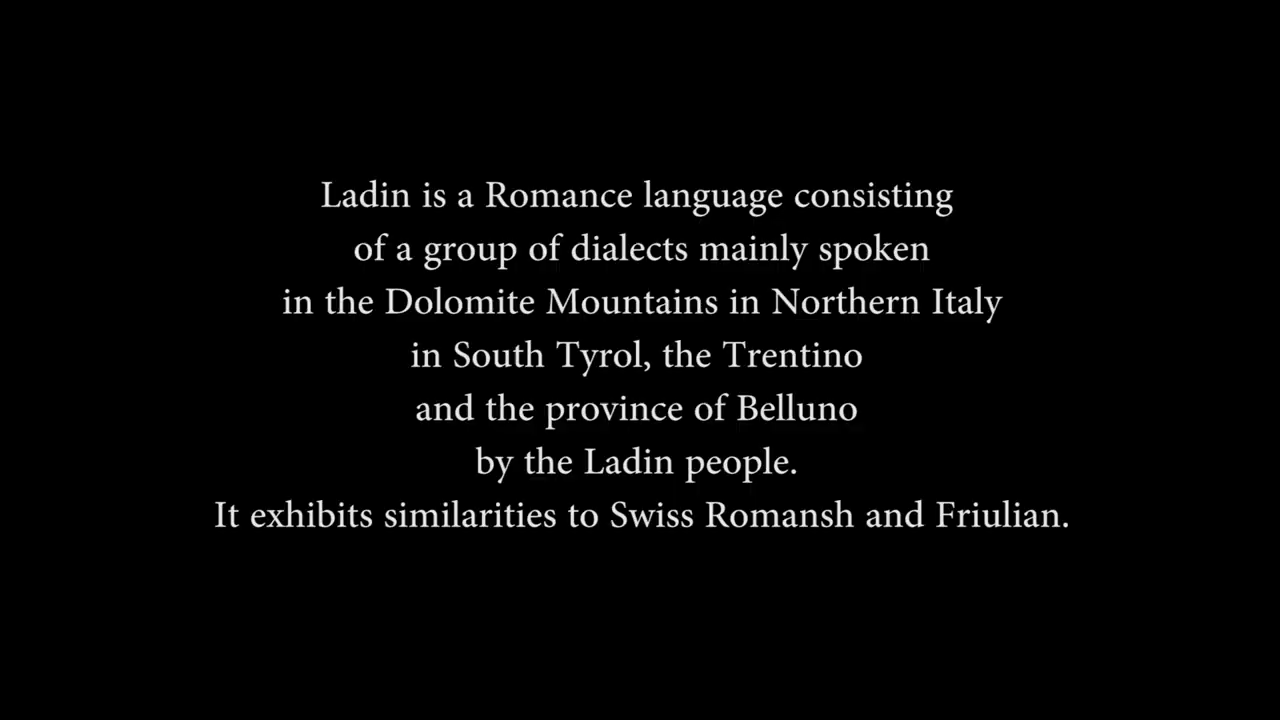 Ladin is a Romance language consisting
of a group of dialects mainly spoken
in the Dolomite Mountains in Northern Italy
in South Tyrol, the Trentino
and the province of Belluno
by the Ladin people.
It exhibits similarities to Swiss Romansh and Friulian.